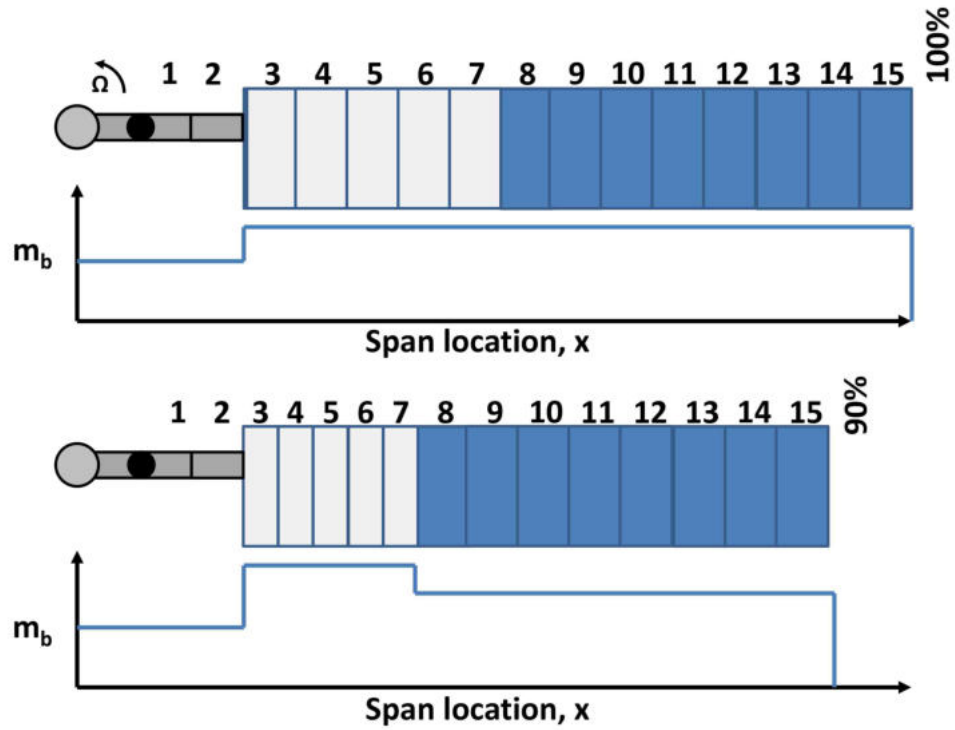 100%
Ω 1 2 3 4 5 6 7 8 9 10 11 12 13 14 15
m_b
Span location, x
90%
1 2 3 4 5 6 7 8 9 10 11 12 13 14 15
m_b
Span location, x